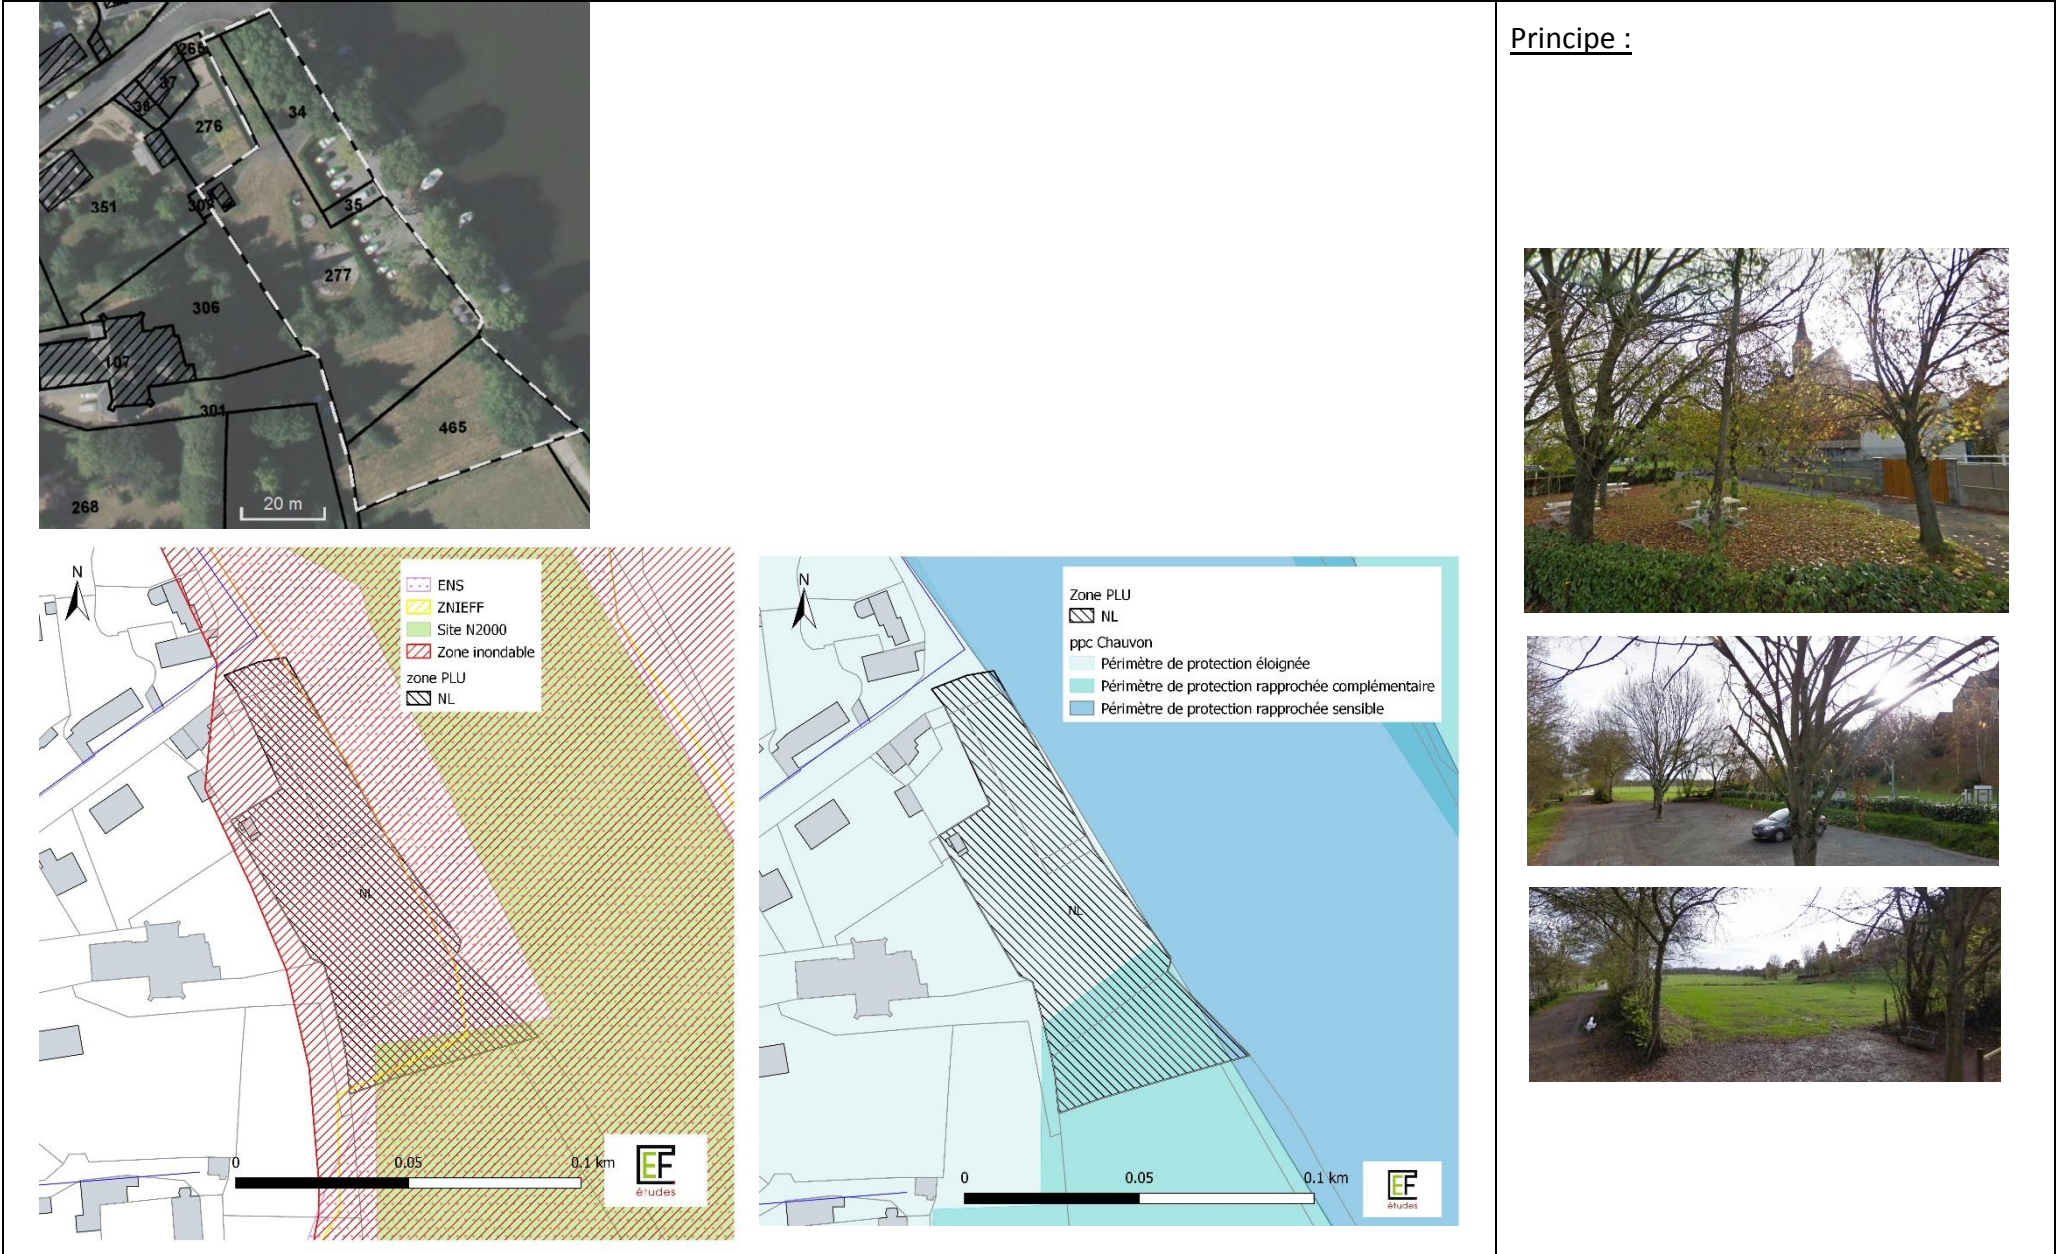 Principe :
265
37
38
34
276
351
307
35
277
306
107
301
465
268
20 m
N
ENS
ZNIEFF
Site N2000
Zone inondable
zone PLU
NL
NL
0
0.05
0.1 km
EF
études
N
Zone PLU
NL
ppc Chauvon
Périmètre de protection éloignée
Périmètre de protection rapprochée complémentaire
Périmètre de protection rapprochée sensible
NL
0
0.05
0.1 km
EF
études